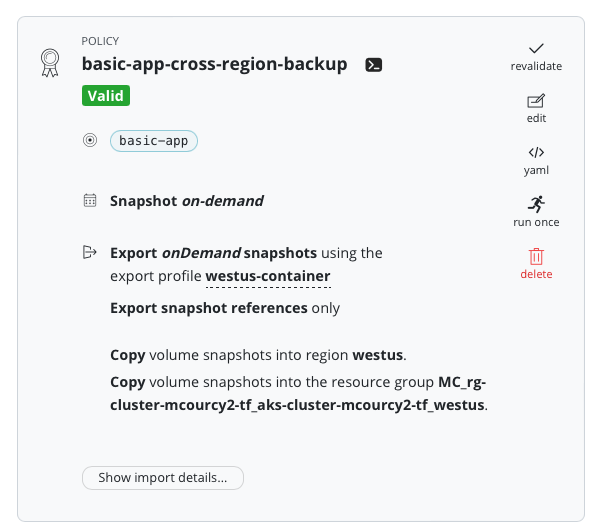 POLICY
basic-app-cross-region-backup
Valid
basic-app
Snapshot on-demand
Export onDemand snapshots using the
export profile westus-container
Export snapshot references only
Copy volume snapshots into region westus.
Copy volume snapshots into the resource group MC_rg-
cluster-mcourcy2-tf_aks-cluster-mcourcy2-tf_westus.
Show import details...
revalidate
edit
yaml
run once
delete